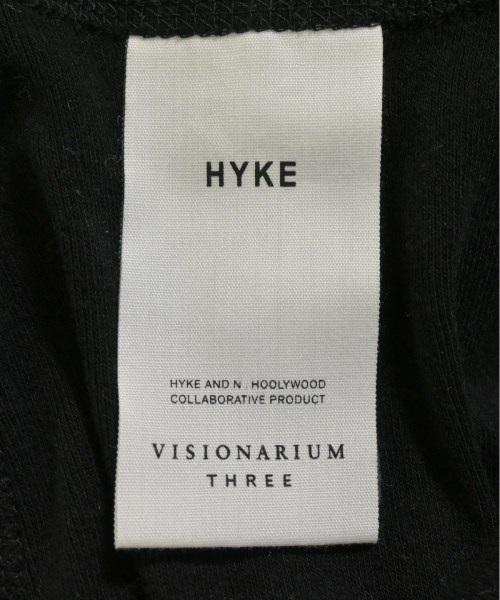 HYKE
HYKE AND N . HOOLYWOOD
COLLABORATIVE PRODUCT
VISIONARIUM
THREE